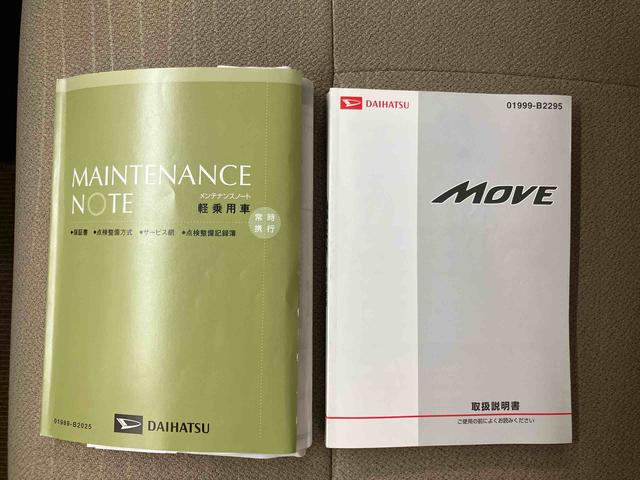 MAINTENANCE
NOTE
メンテナンスノート
軽乗用車
常時
携行
●保証書 ●点検整備方式 ●サービス網 ●点検整備記録簿
01989-B2025
DAIHATSU
DAIHATSU
01999-B2295
MOVE
取扱説明書
ご使用の前によくお読みください